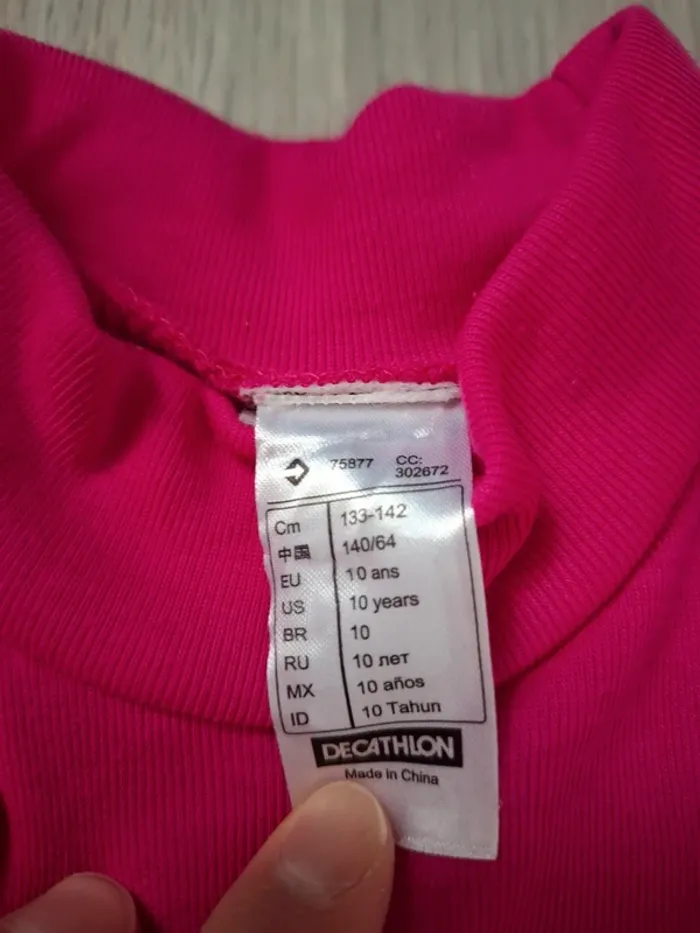 75877 CC:
302672
Cm 133-142
中国 140/64
EU 10 ans
US 10 years
BR 10
RU 10 лет
MX 10 años
ID 10 Tahun
DECATHLON
Made in China